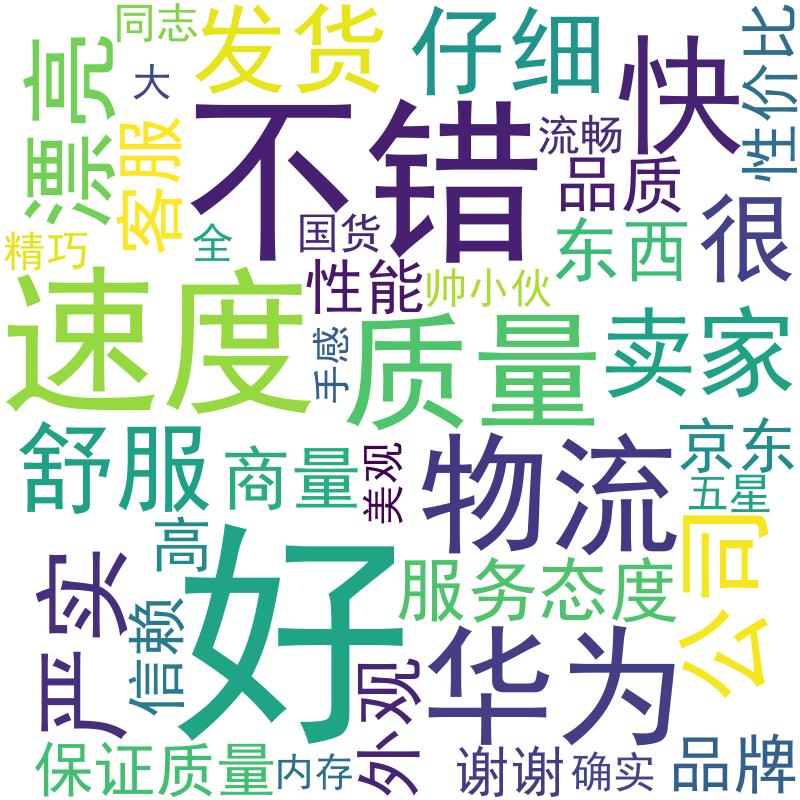 同志
发货
仔细
快
性价比
漂亮
大
客服
不错
流畅
品质
很
精巧
全
国货
东西
性能
帅小伙
速度
手感
质量
卖家
舒服
商量
美观
物流
京东
五星
高
好
公司
严实
信赖
服务态度
华为
外观
保证质量
内存
谢谢
确实
品牌